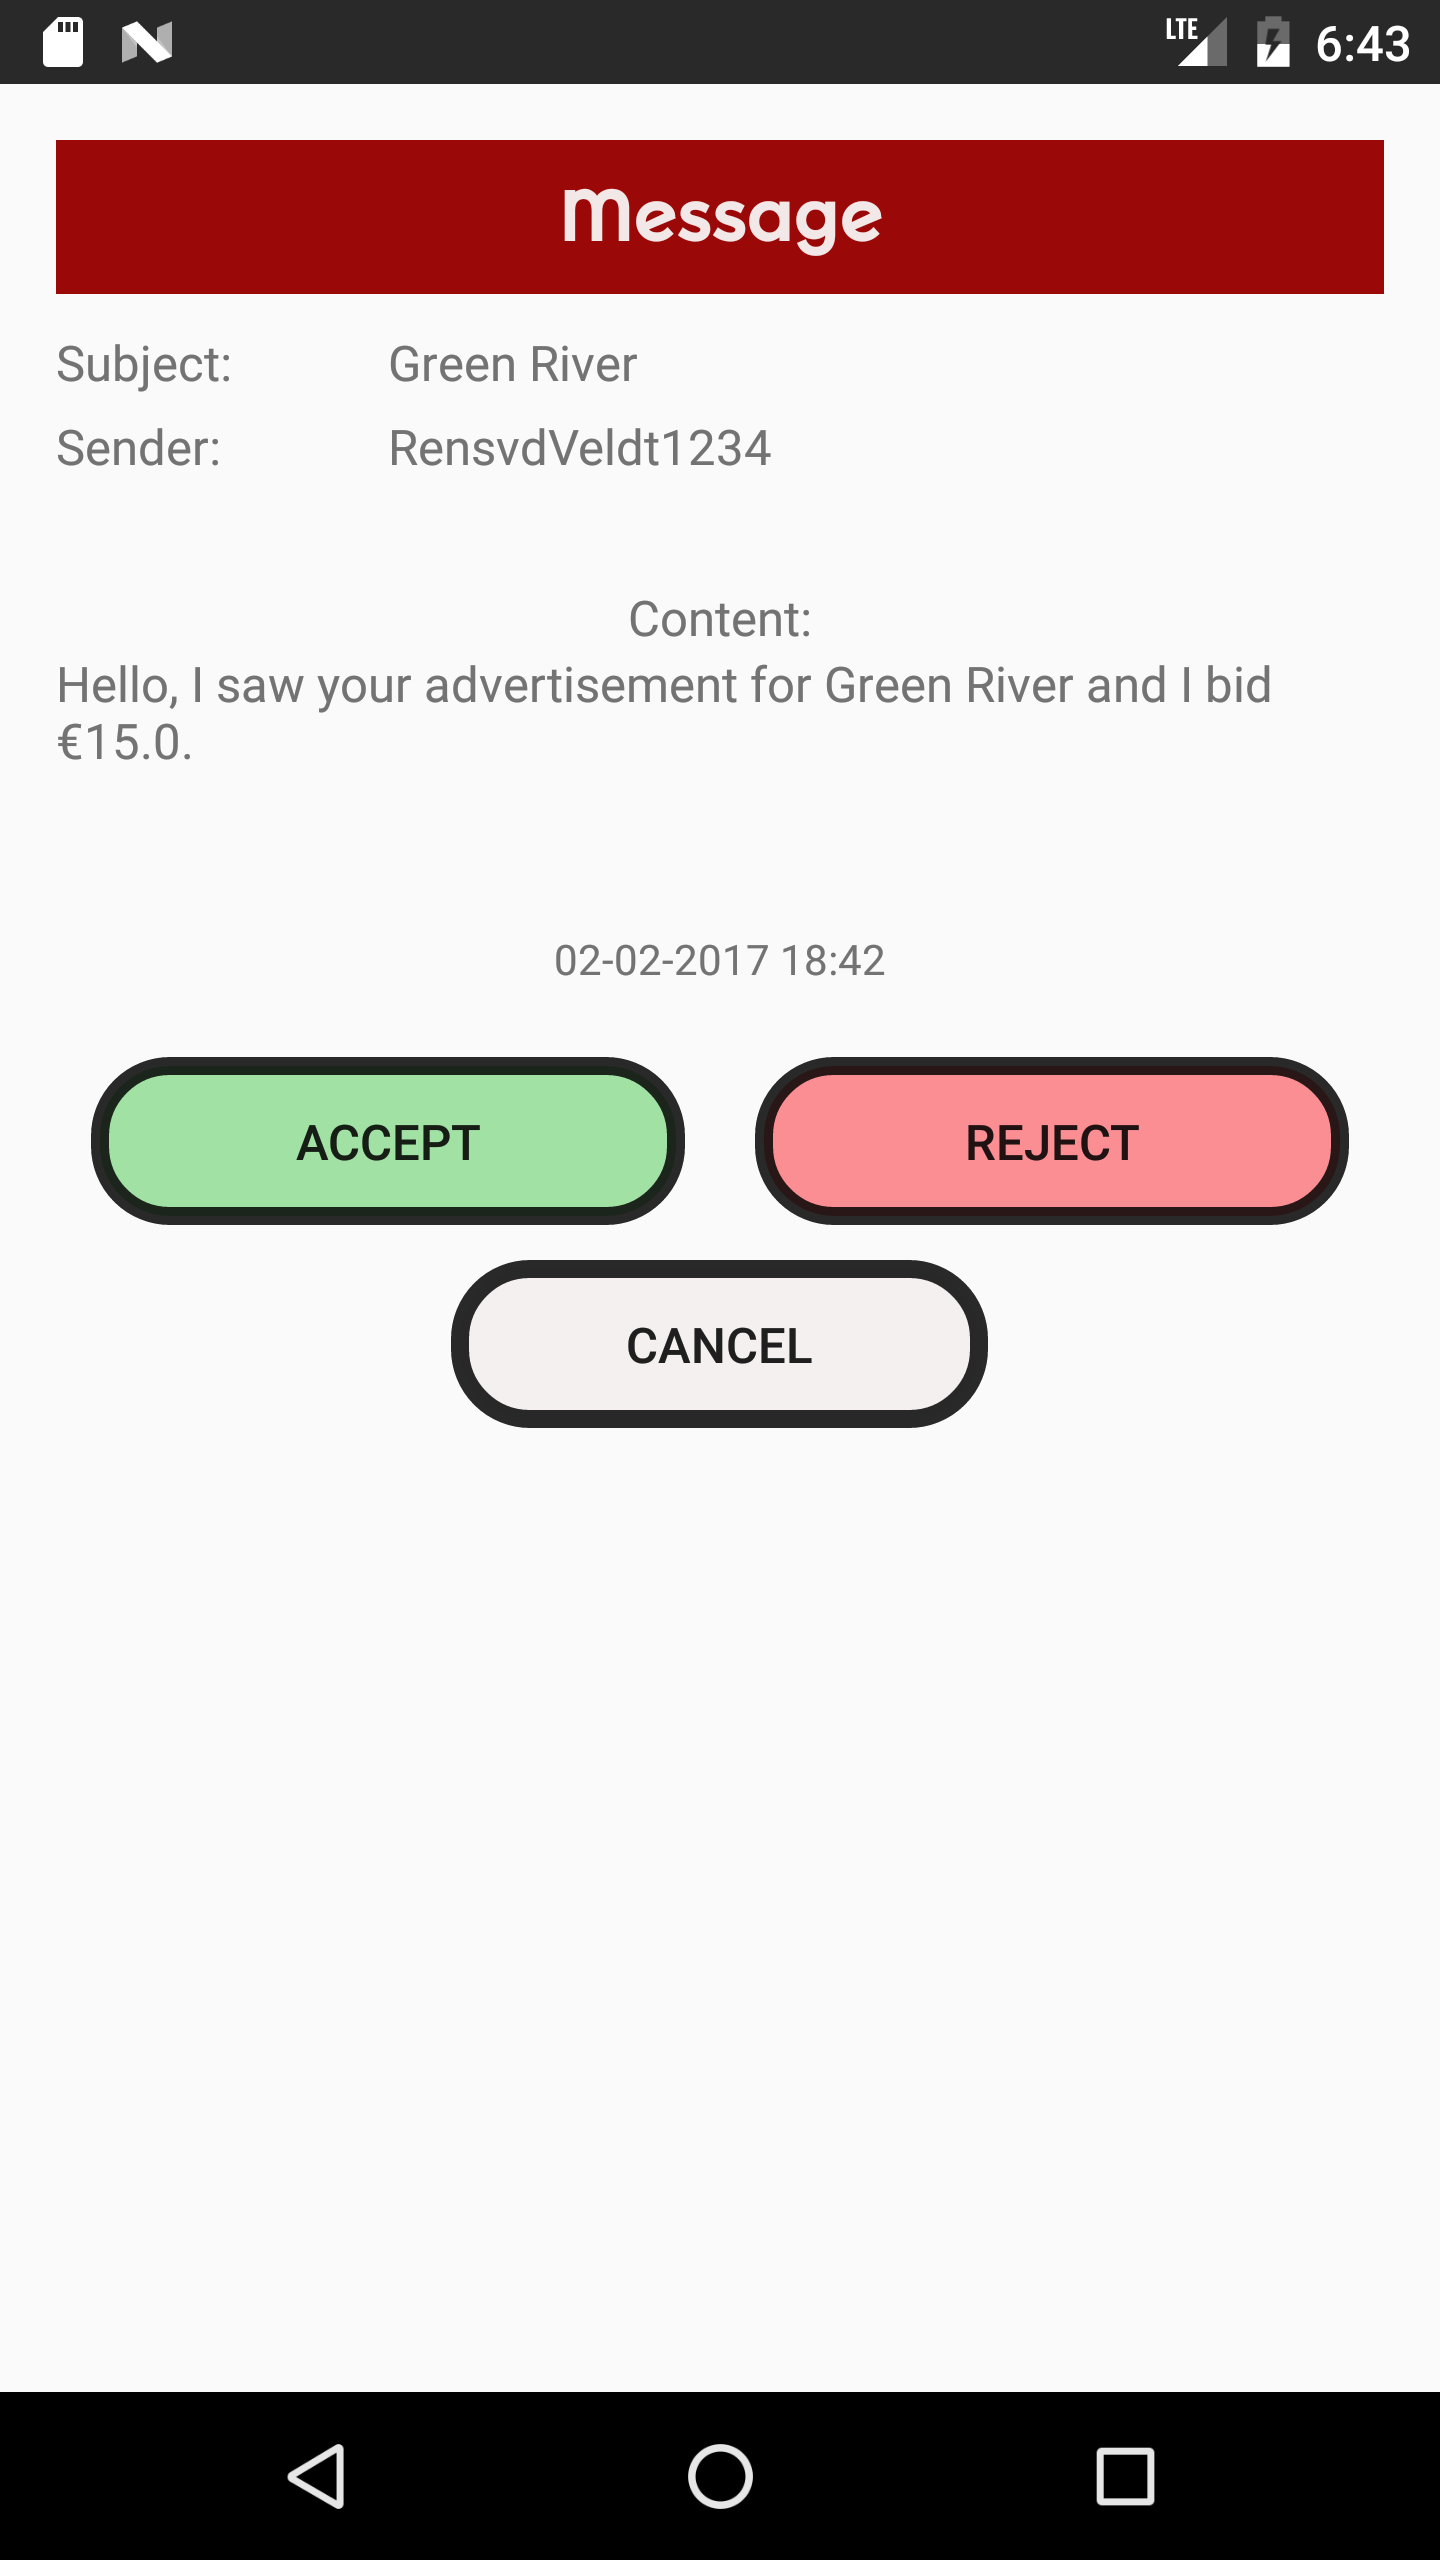 LTE 6:43
Message
Subject: Green River
Sender: RensvdVeldt1234
Content:
Hello, I saw your advertisement for Green River and I bid
€15.0.
02-02-2017 18:42
ACCEPT REJECT
CANCEL